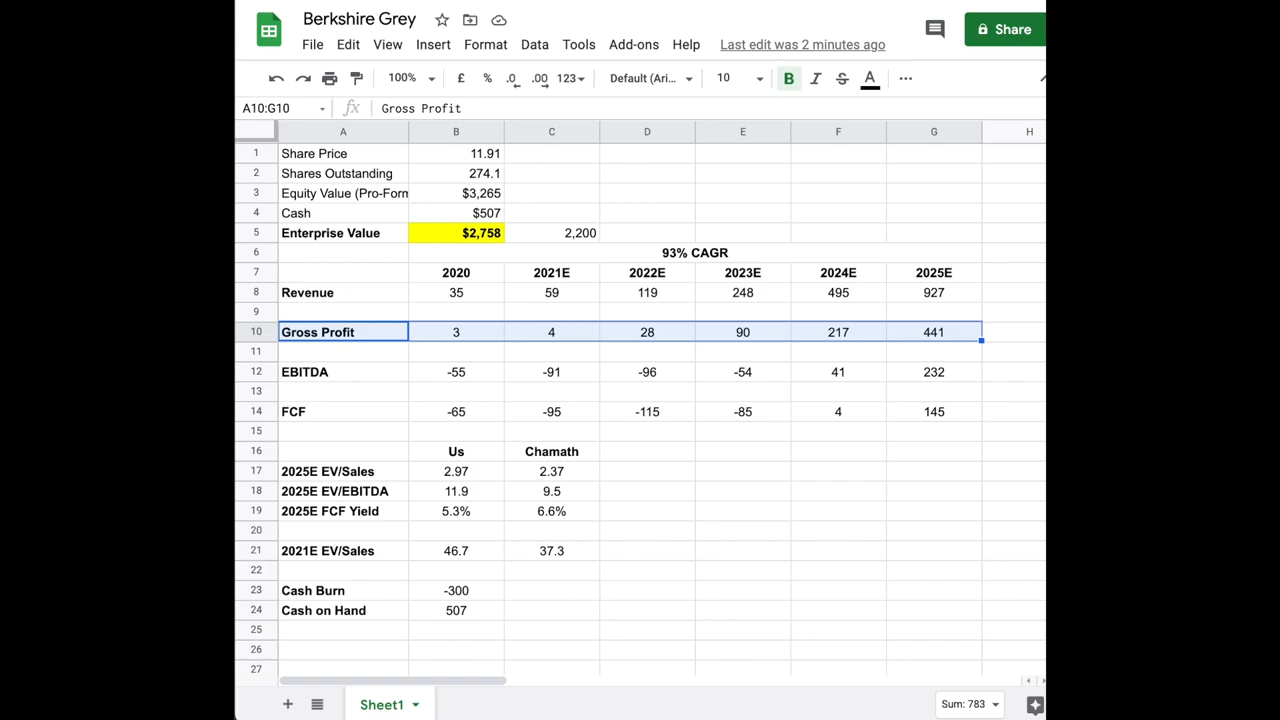 Berkshire Grey
File Edit View Insert Format Data Tools Add-ons Help Last edit was 2 minutes ago
Share
100% £ % .0 .00 123 Default (Ari... 10 B I S A ...
A10:G10 fx Gross Profit
A B C D E F G H
1 Share Price 11.91
2 Shares Outstanding 274.1
3 Equity Value (Pro-Form $3,265
4 Cash $507
5 Enterprise Value $2,758 2,200
6 93% CAGR
7 2020 2021E 2022E 2023E 2024E 2025E
8 Revenue 35 59 119 248 495 927
9
10 Gross Profit 3 4 28 90 217 441
11
12 EBITDA -55 -91 -96 -54 41 232
13
14 FCF -65 -95 -115 -85 4 145
15
16 Us Chamath
17 2025E EV/Sales 2.97 2.37
18 2025E EV/EBITDA 11.9 9.5
19 2025E FCF Yield 5.3% 6.6%
20
21 2021E EV/Sales 46.7 37.3
22
23 Cash Burn -300
24 Cash on Hand 507
25
26
27
Sheet1 Sum: 783